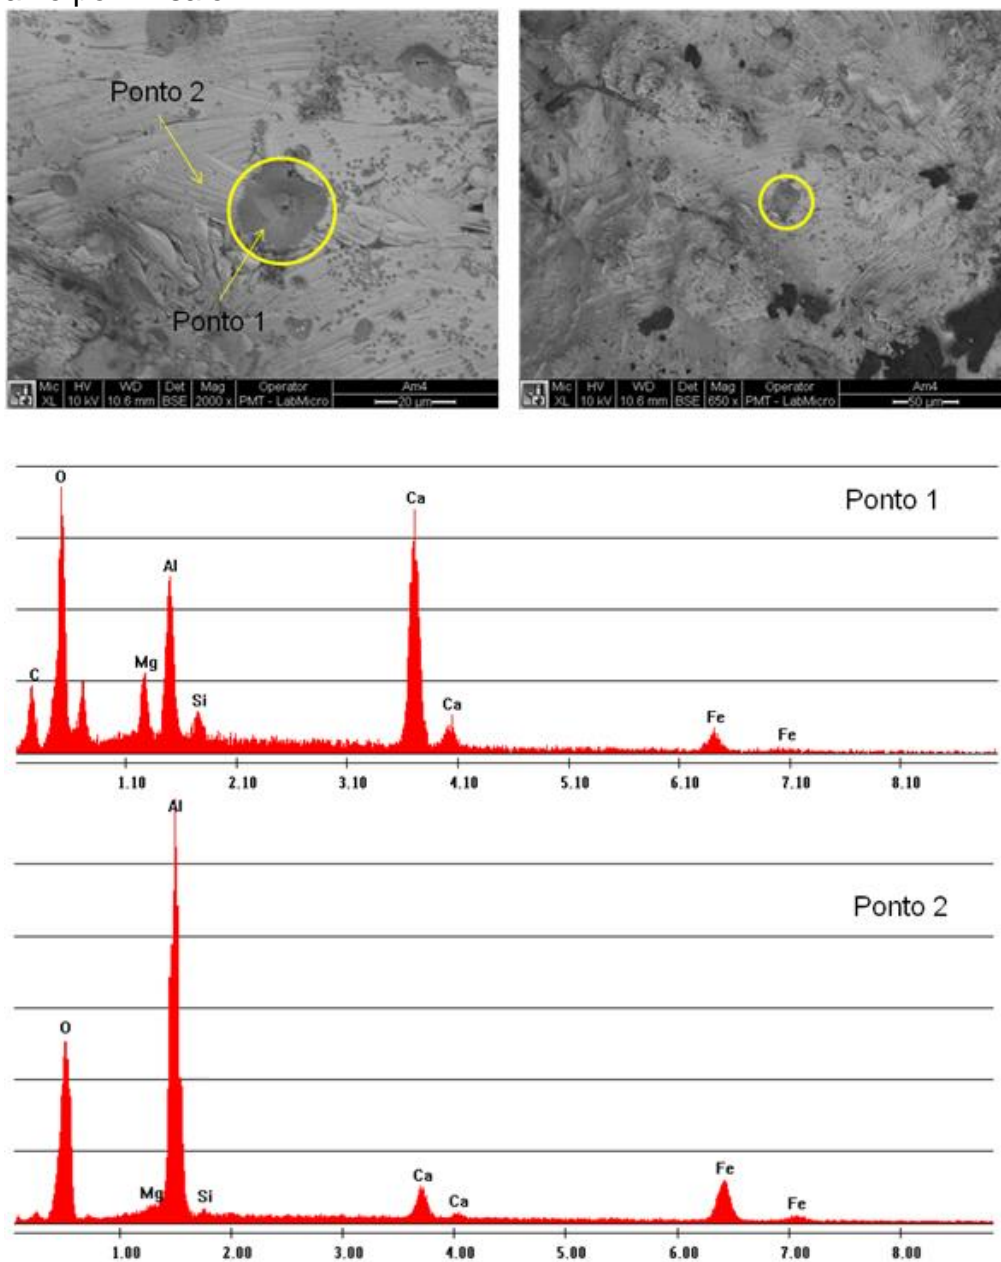 Ponto 2
Ponto 1
Mic HV WD Det Mag Operator Am4
XL 10 kV 10.6 mm BSE 2000 x PMT - LabMicro 20 µm
Mic HV WD Det Mag Operator Am4
XL 10 kV 10.6 mm BSE 650 x PMT - LabMicro 50 µm
Ponto 1
O
Ca
Al
C
Mg
Si
Ca
Fe
Fe
1.10 2.10 3.10 4.10 5.10 6.10 7.10 8.10
Al
Ponto 2
O
Mg
Si
Ca
Ca
Fe
Fe
1.00 2.00 3.00 4.00 5.00 6.00 7.00 8.00